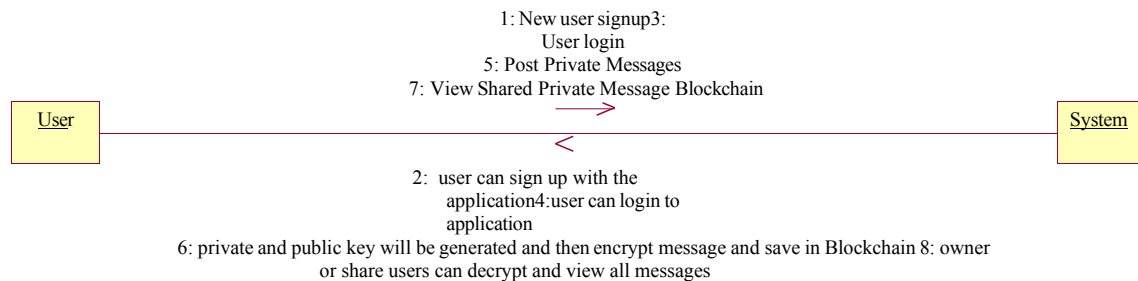 1: New user signup3:
User login
5: Post Private Messages
7: View Shared Private Message Blockchain
User
System
2: user can sign up with the
application4:user can login to
application
6: private and public key will be generated and then encrypt message and save in Blockchain 8: owner
or share users can decrypt and view all messages